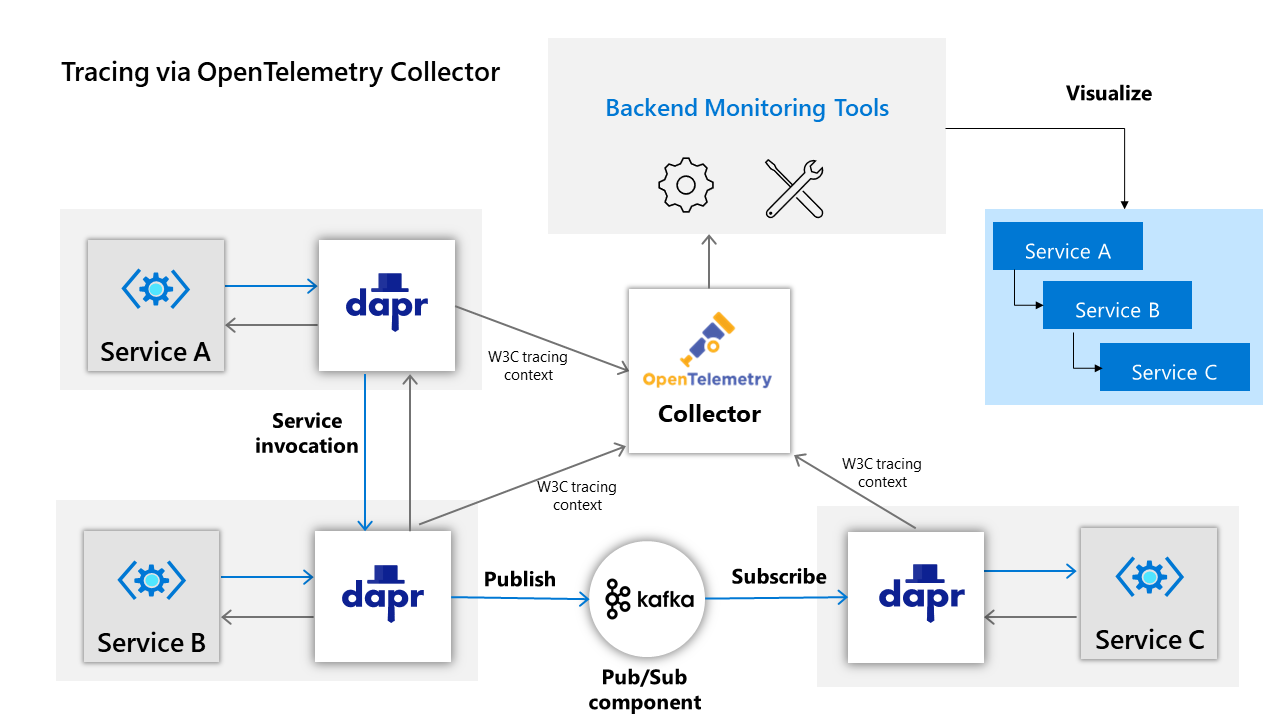 Tracing via OpenTelemetry Collector
Backend Monitoring Tools
Visualize
Service A
Service B
Service C
dapr
Service A
W3C tracing
context
OpenTelemetry
Collector
Service
invocation
W3C tracing
context
W3C tracing
context
dapr
Service B
Publish
kafka
Pub/Sub
component
Subscribe
dapr
Service C